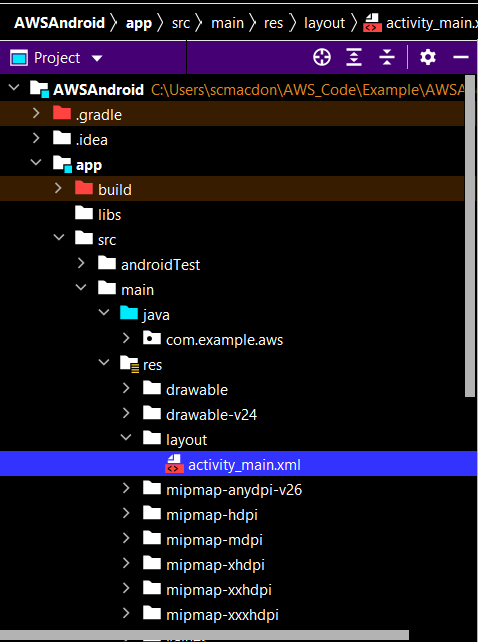 AWSAndroid > app > src > main > res > layout > activity_main.x
Project
AWSAndroid C:\Users\scmacdon\AWS_Code\Example\AWSA
.gradle
.idea
app
build
libs
src
androidTest
main
java
com.example.aws
res
drawable
drawable-v24
layout
activity_main.xml
mipmap-anydpi-v26
mipmap-hdpi
mipmap-mdpi
mipmap-xhdpi
mipmap-xxhdpi
mipmap-xxxhdpi